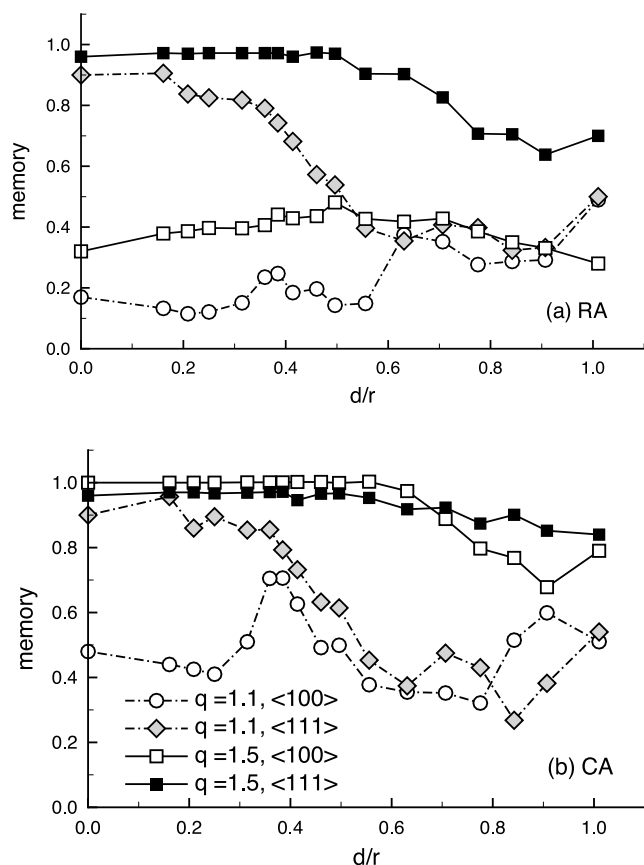 1.0
0.8
0.6
0.4
0.2
0.0
memory
0.0 0.2 0.4 0.6 0.8 1.0
d/r
(a) RA
1.0
0.8
0.6
0.4
0.2
0.0
memory
q =1.1, <100>
q =1.1, <111>
q =1.5, <100>
q =1.5, <111>
(b) CA
0.0 0.2 0.4 0.6 0.8 1.0
d/r